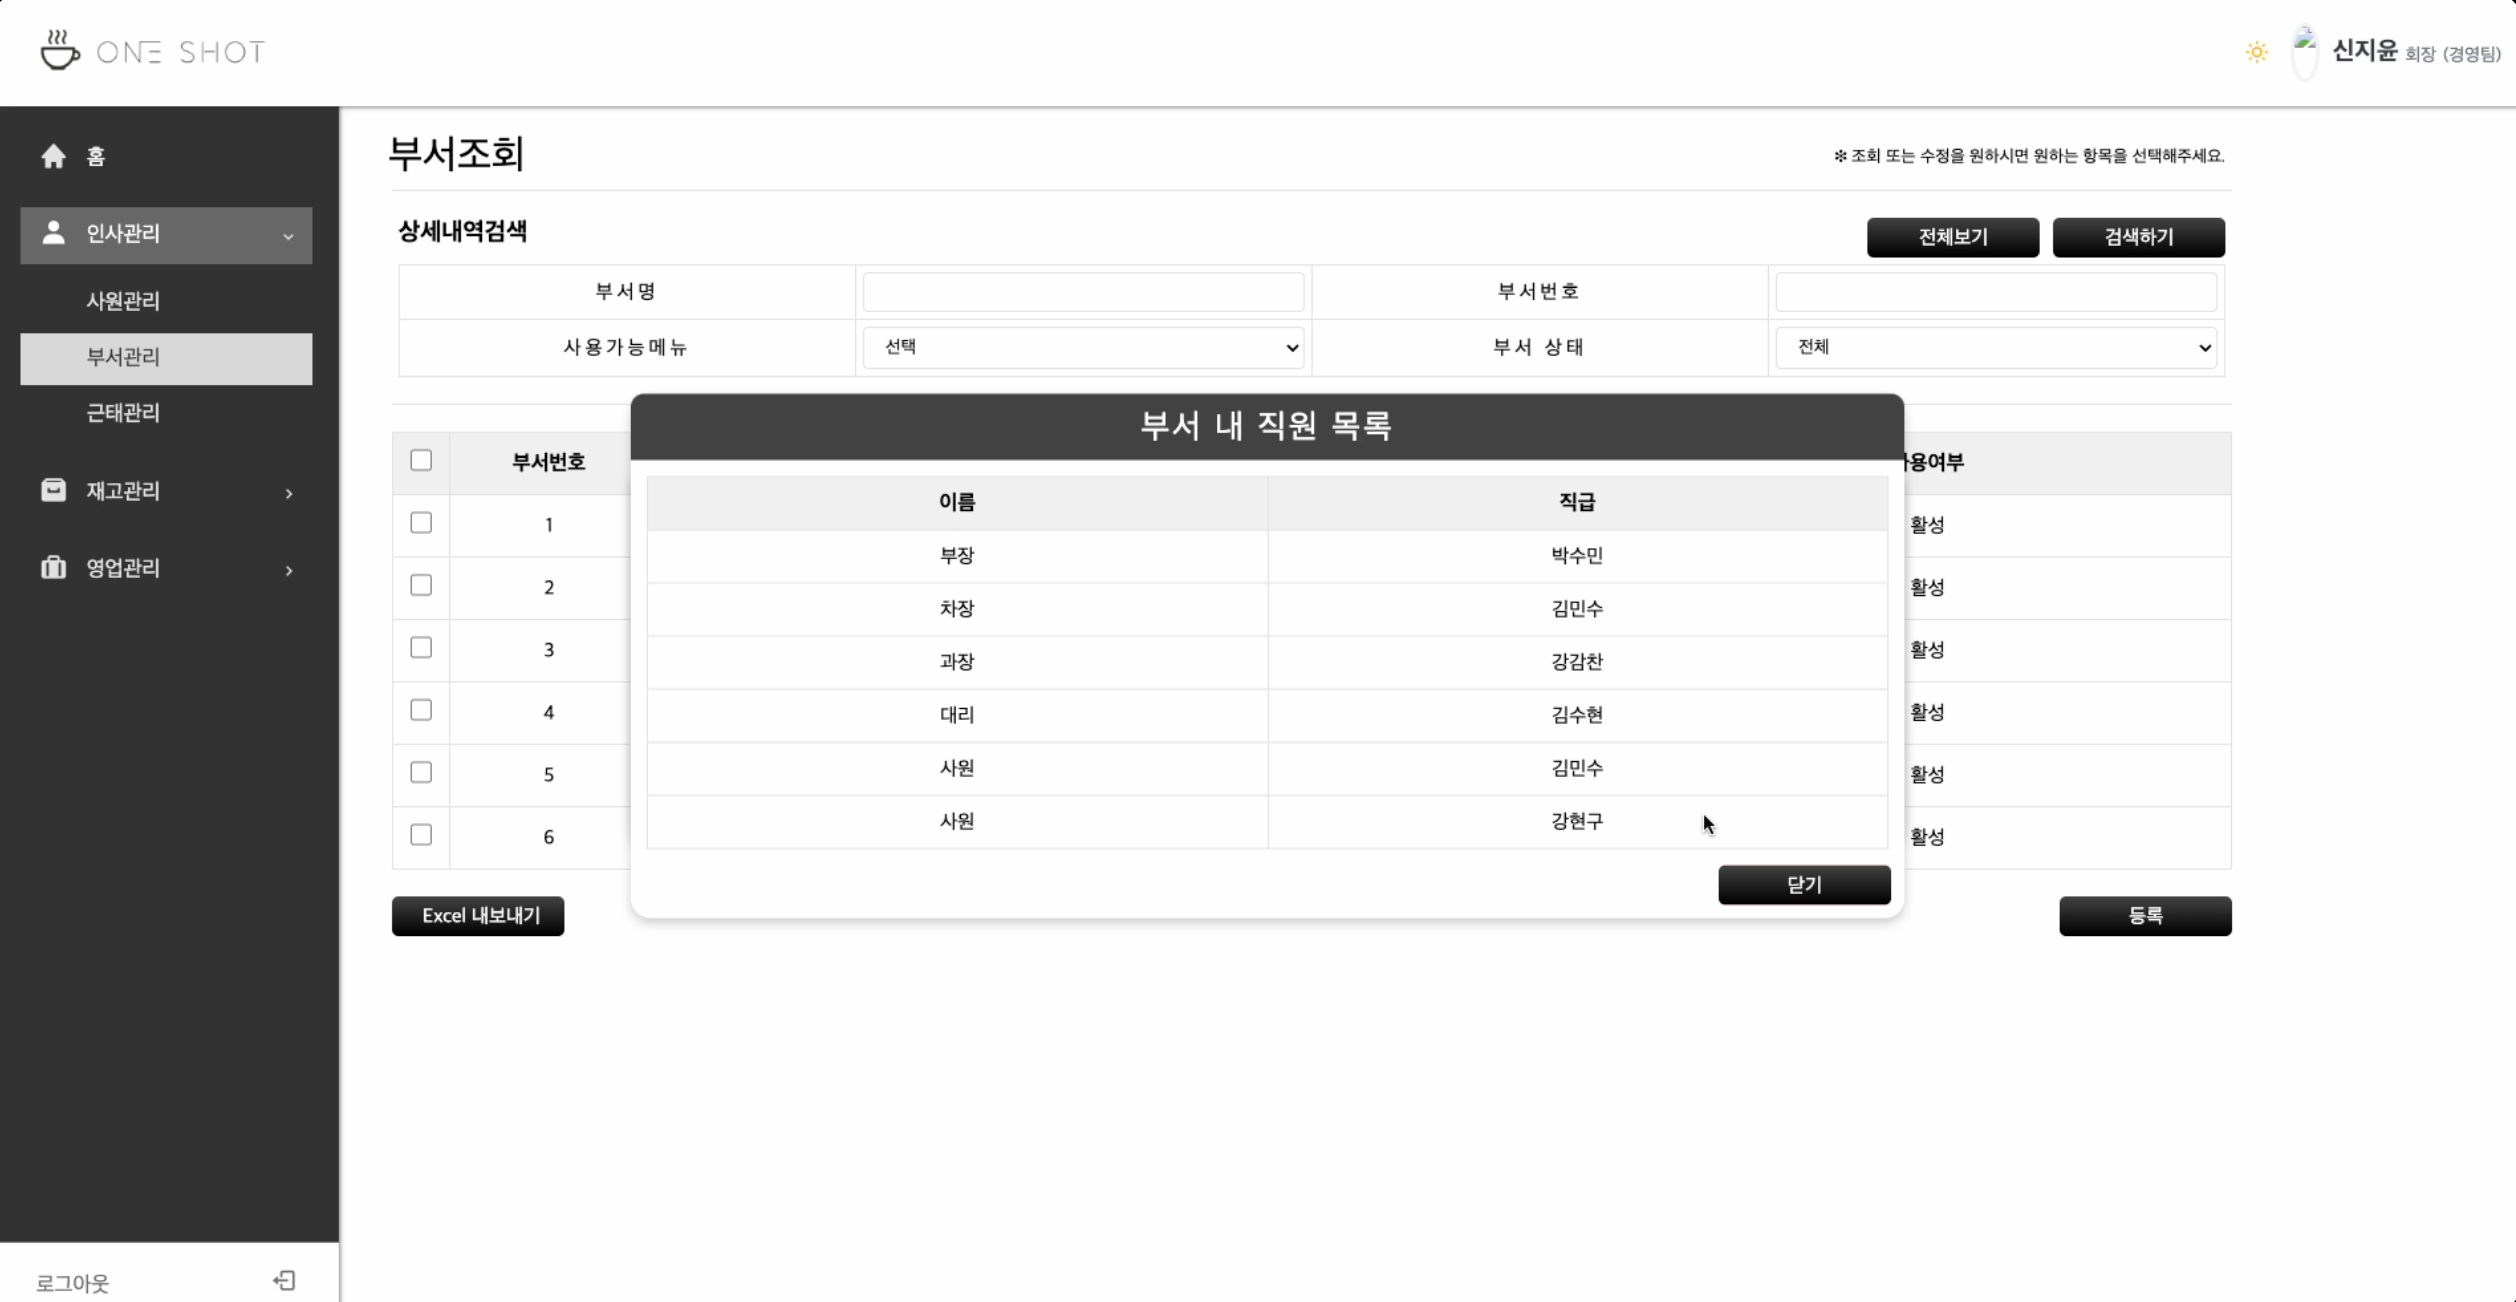 ONE SHOT
신지윤 회장 (경영팀)
홈
인사관리
사원관리
부서관리
근태관리
재고관리
영업관리
로그아웃
부서조회
❇ 조회 또는 수정을 원하시면 원하는 항목을 선택해주세요.
상세내역검색
전체보기 검색하기
부서명 부서번호
사용가능메뉴 선택 부서 상태 전체
부서번호 용여부
1 활성
2 활성
3 활성
4 활성
5 활성
6 활성
부서 내 직원 목록
이름 직급
부장 박수민
차장 김민수
과장 강감찬
대리 김수현
사원 김민수
사원 강현구
닫기
Excel 내보내기 등록